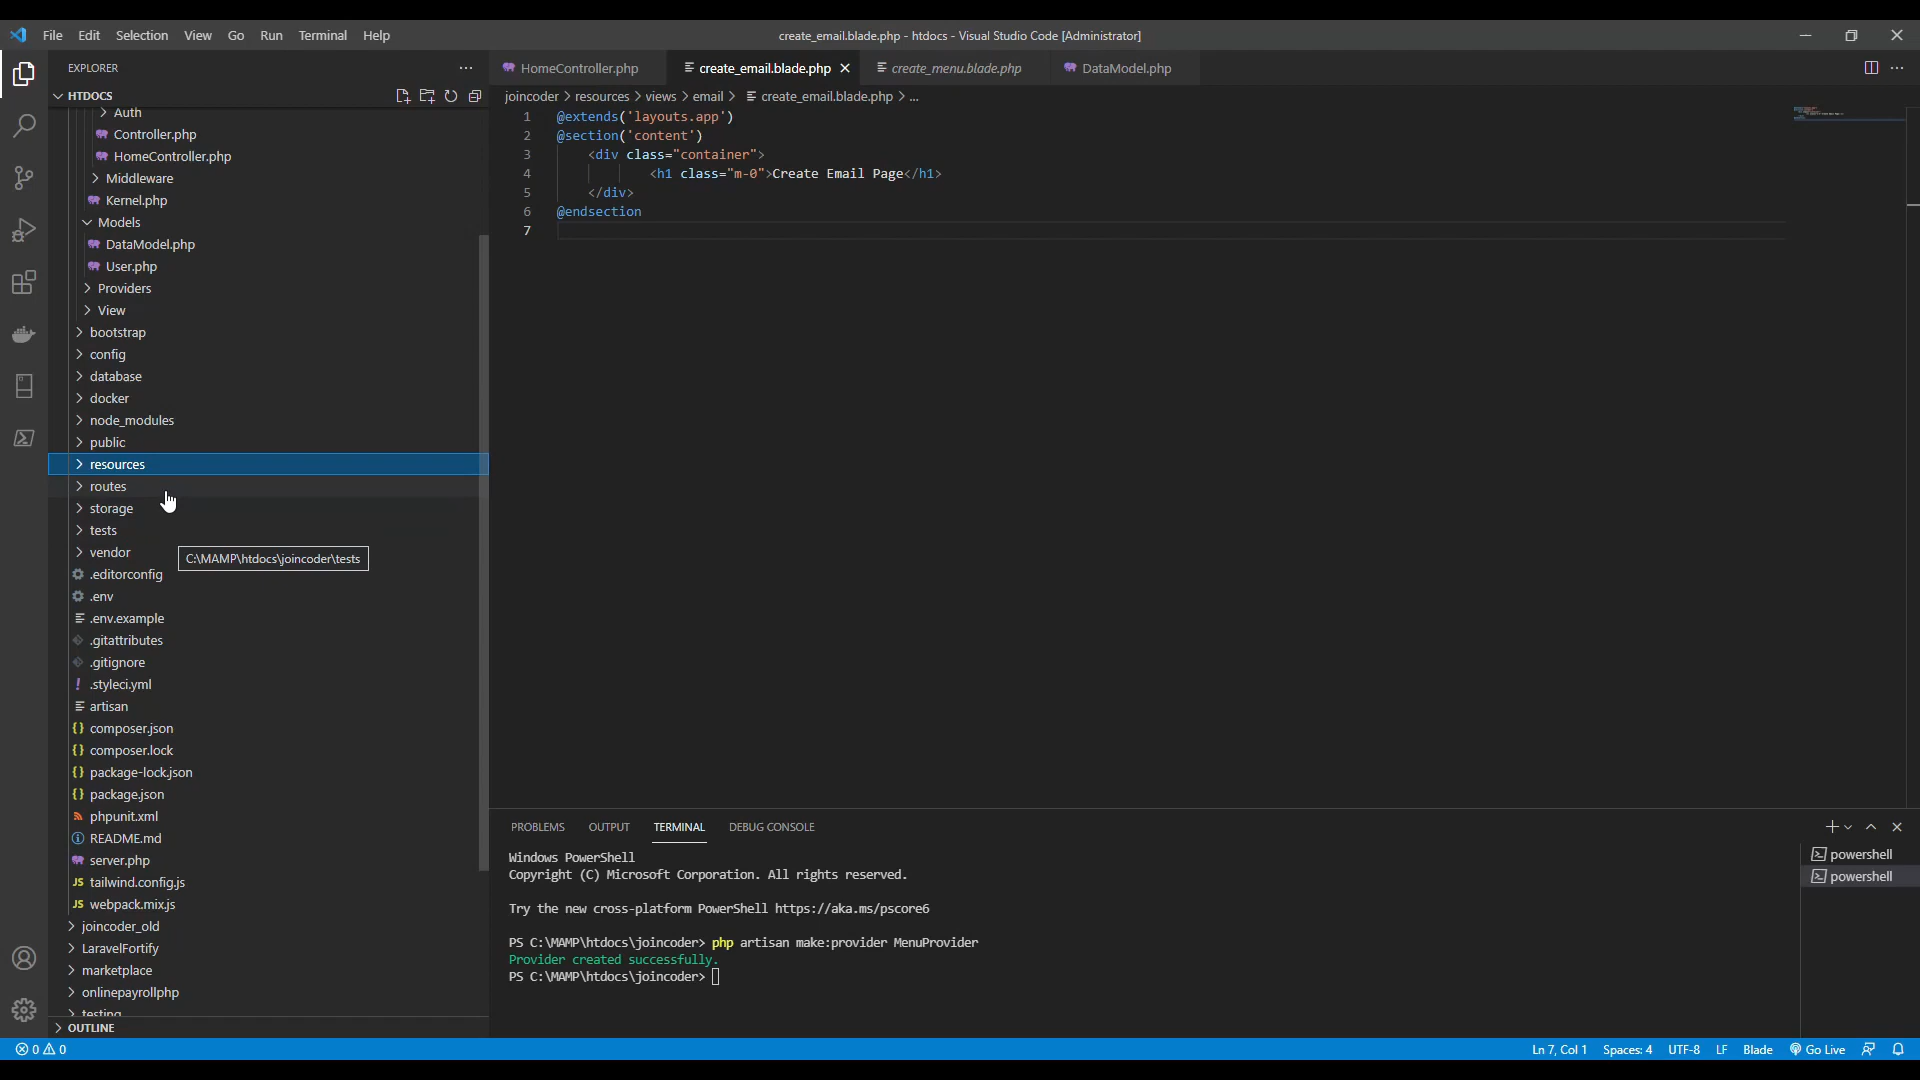 File Edit Selection View Go Run Terminal Help
create_email.blade.php - htdocs - Visual Studio Code [Administrator]
EXPLORER
HTDOCS
Auth
Controller.php
HomeController.php
Middleware
Kernel.php
Models
DataModel.php
User.php
Providers
View
bootstrap
config
database
docker
node_modules
public
resources
routes
storage
tests
vendor
C:\MAMP\htdocs\joincoder\tests
.editorconfig
.env
.env.example
.gitattributes
.gitignore
.styleci.yml
artisan
composer.json
composer.lock
package-lock.json
package.json
phpunit.xml
README.md
server.php
JS tailwind.config.js
JS webpack.mix.js
joincoder_old
LaravelFortify
marketplace
onlinepayrollphp
testing
OUTLINE
HomeController.php create_email.blade.php create_menu.blade.php DataModel.php
joincoder > resources > views > email > create_email.blade.php > ...
1 @extends('layouts.app')
2 @section('content')
3 <div class="container">
4 <h1 class="m-0">Create Email Page</h1>
5 </div>
6 @endsection
7
PROBLEMS OUTPUT TERMINAL DEBUG CONSOLE
Windows PowerShell
Copyright (C) Microsoft Corporation. All rights reserved.
Try the new cross-platform PowerShell https://aka.ms/pscore6
PS C:\MAMP\htdocs\joincoder> php artisan make:provider MenuProvider
Provider created successfully.
PS C:\MAMP\htdocs\joincoder>
powershell
powershell
0 0
Ln 7, Col 1 Spaces: 4 UTF-8 LF Blade Go Live